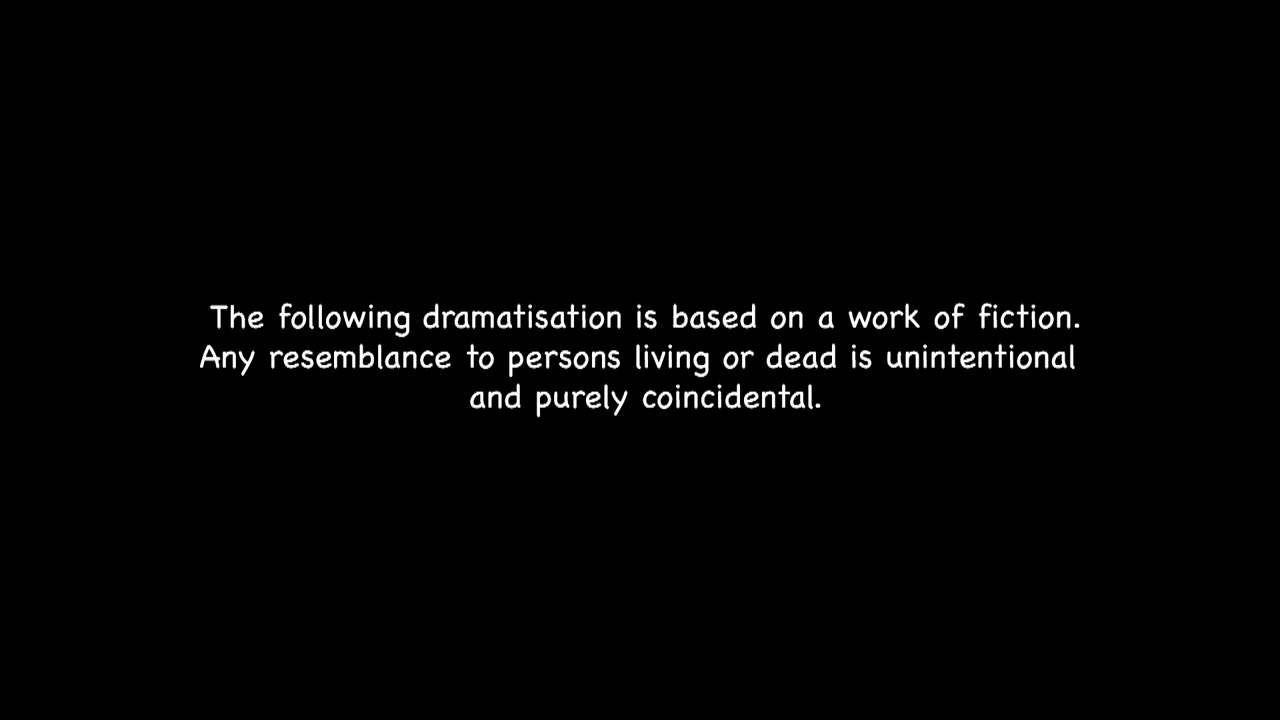 The following dramatisation is based on a work of fiction.
Any resemblance to persons living or dead is unintentional
and purely coincidental.